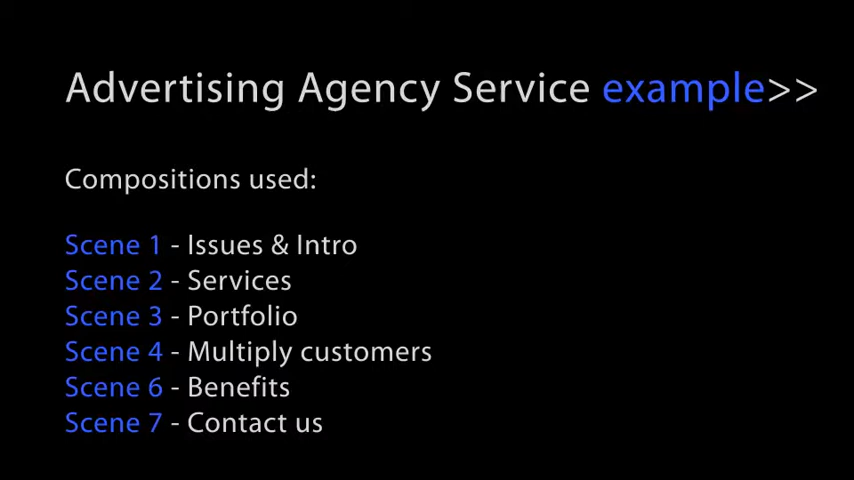 Advertising Agency Service example>>
Compositions used:
Scene 1 - Issues & Intro
Scene 2 - Services
Scene 3 - Portfolio
Scene 4 - Multiply customers
Scene 6 - Benefits
Scene 7 - Contact us